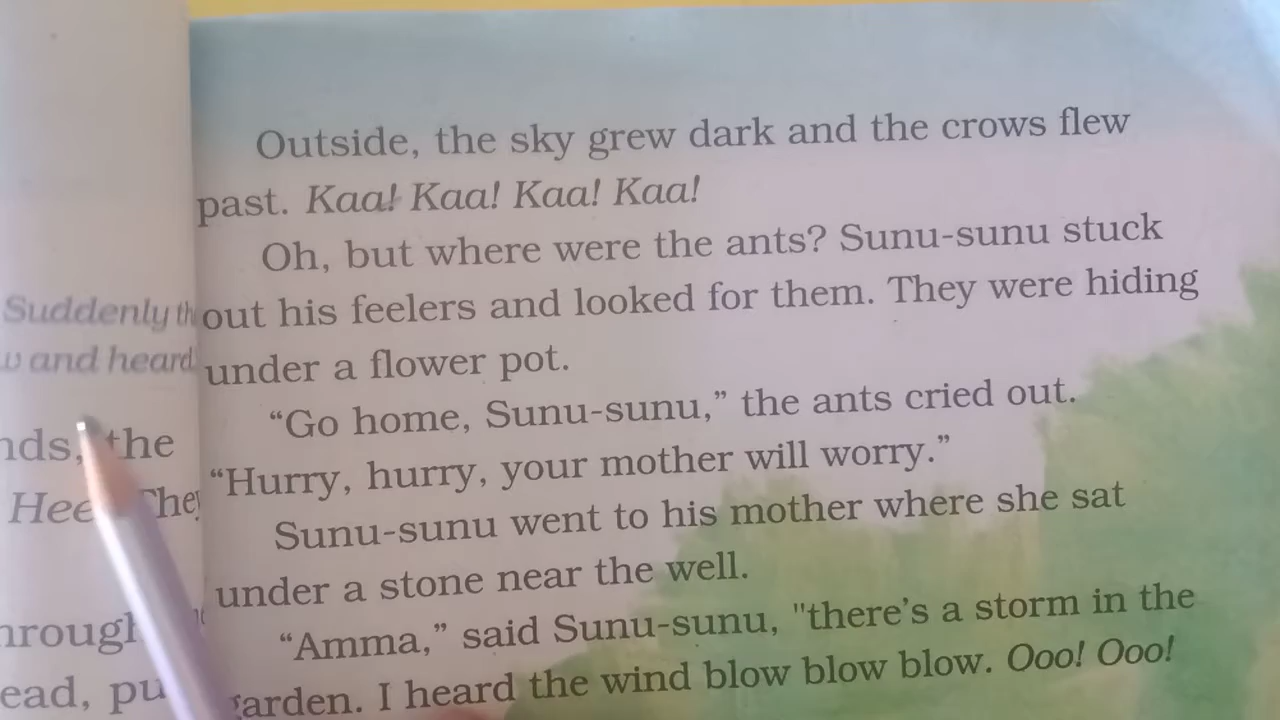 Suddenly
and heard
the
Hee
ead, pu
Outside, the sky grew dark and the crows flew
past. Kaa! Kaa! Kaa! Kaa!
Oh, but where were the ants? Sunu-sunu stuck
out his feelers and looked for them. They were hiding
under a flower pot.
“Go home, Sunu-sunu,” the ants cried out.
“Hurry, hurry, your mother will worry.”
Sunu-sunu went to his mother where she sat
under a stone near the well.
“Amma,” said Sunu-sunu, "there’s a storm in the
garden. I heard the wind blow blow blow. Ooo! Ooo!